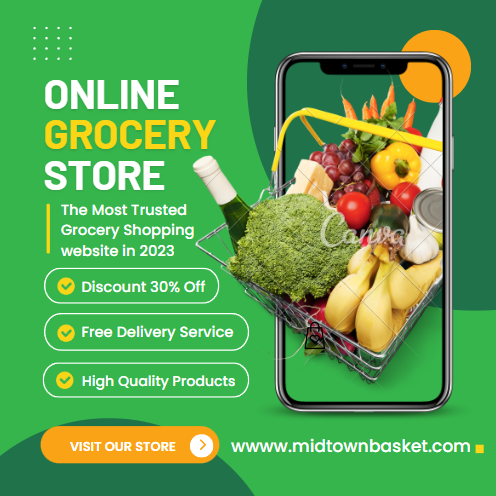 ONLINE
GROCERY
STORE
The Most Trusted
Grocery Shopping
website in 2023
Discount 30% Off
Free Delivery Service
High Quality Products
VISIT OUR STORE
wwww.midtownbasket.com
Canva